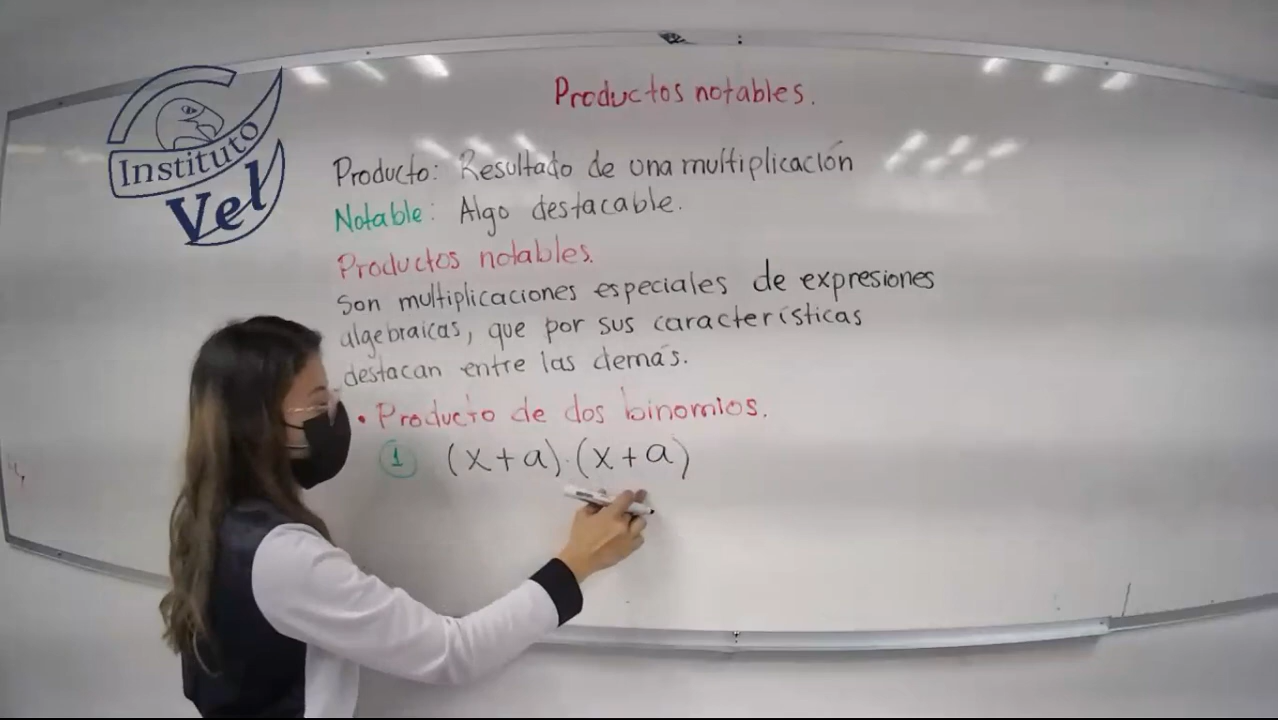 Productos notables.
Instituto
Vel
Producto: Resultado de una multiplicación
Notable: Algo destacable.
Productos notables.
Son multiplicaciones especiales de expresiones
algebraicas, que por sus características
destacan entre las demás.
• Producto de dos binomios.
1 (x+a)·(x+a)